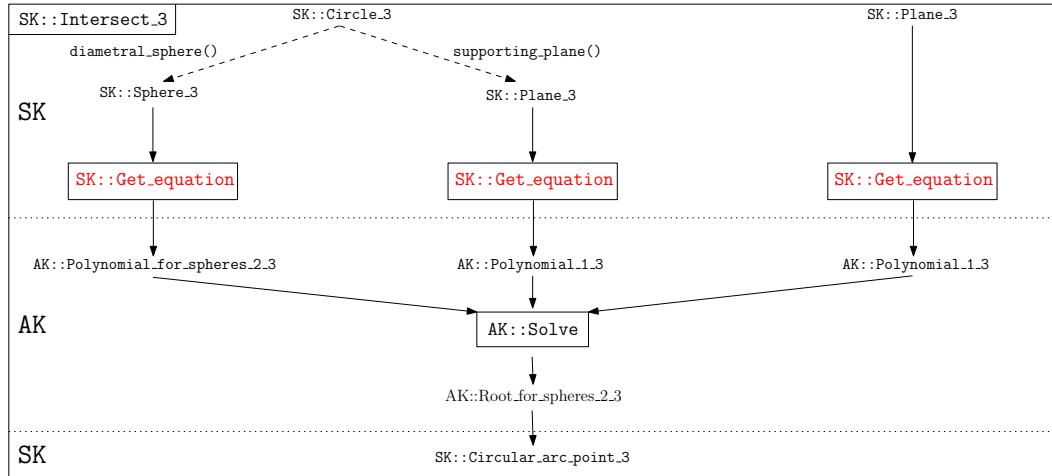 SK::Intersect_3
SK::Circle_3
SK::Plane_3
diametral_sphere()
supporting_plane()
SK::Sphere_3
SK::Plane_3
SK
SK::Get_equation
SK::Get_equation
SK::Get_equation
AK::Polynomial_for_spheres_2_3
AK::Polynomial_1_3
AK::Polynomial_1_3
AK
AK::Solve
AK::Root_for_spheres_2_3
SK
SK::Circular_arc_point_3